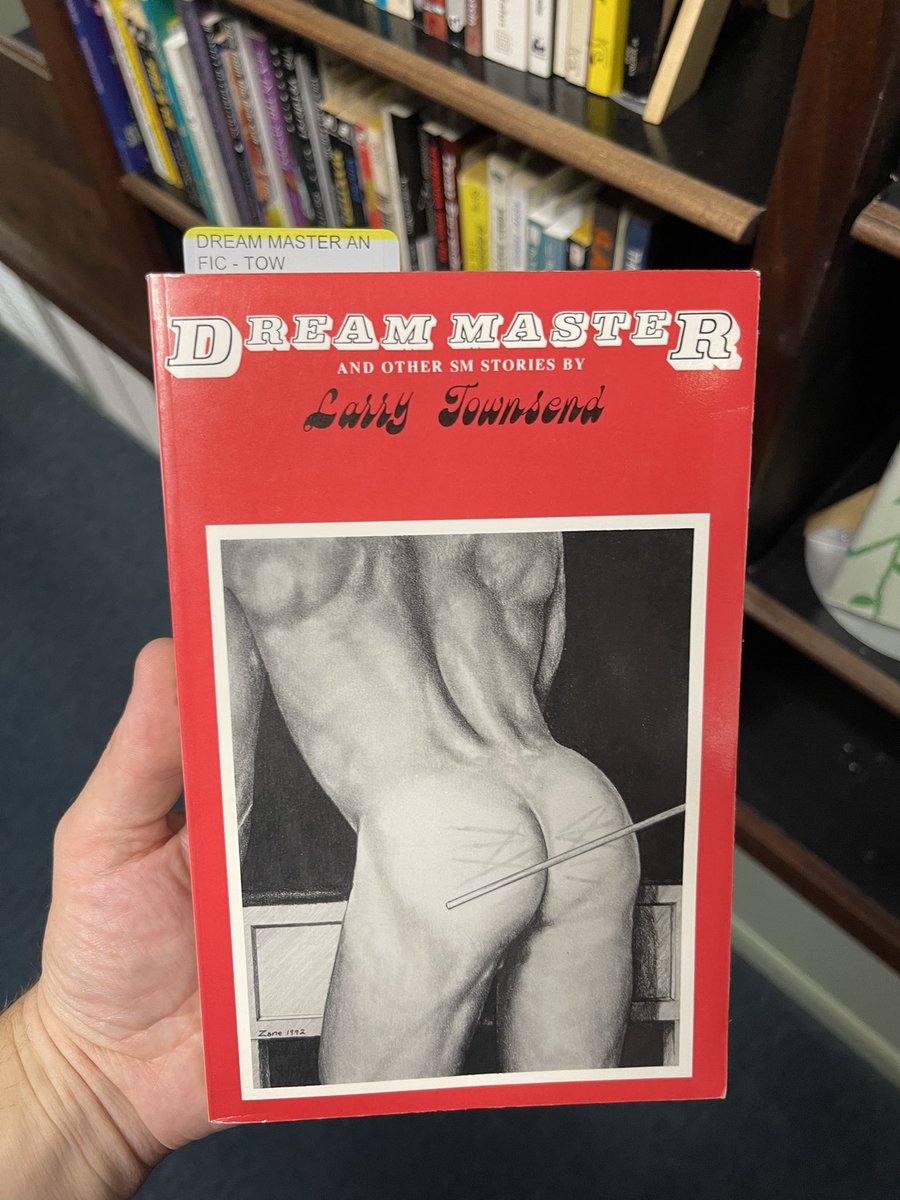 DREAM MASTER AN
FIC - TOW
DREAM MASTER
AND OTHER SM STORIES BY
Larry Townsend
Zane 1992